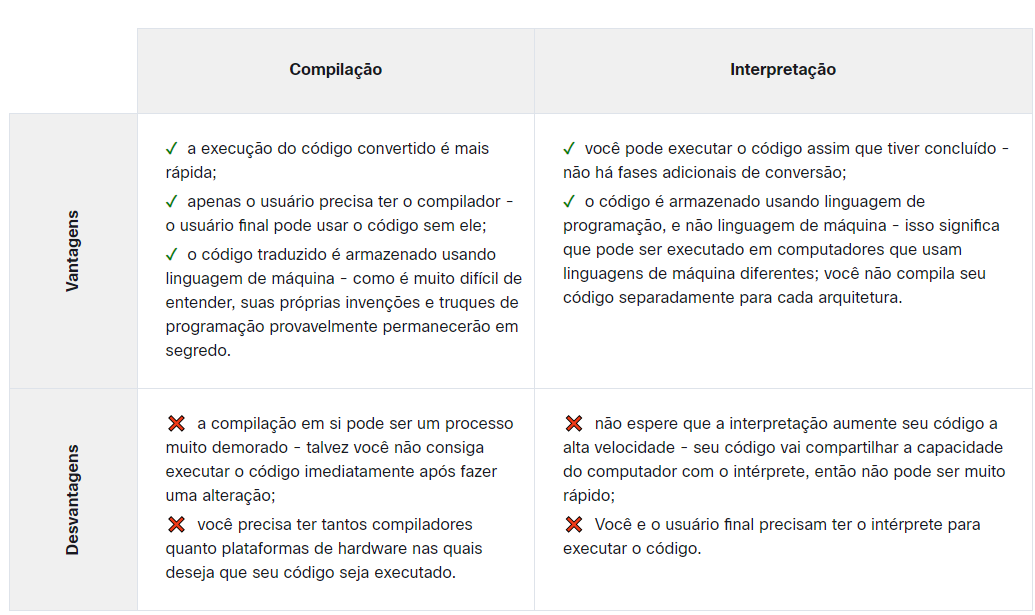 Compilação
Interpretação
Vantagens
✓ a execução do código convertido é mais
rápida;
✓ apenas o usuário precisa ter o compilador -
o usuário final pode usar o código sem ele;
✓ o código traduzido é armazenado usando
linguagem de máquina - como é muito difícil de
entender, suas próprias invenções e truques de
programação provavelmente permanecerão em
segredo.
✓ você pode executar o código assim que tiver concluído -
não há fases adicionais de conversão;
✓ o código é armazenado usando linguagem de
programação, e não linguagem de máquina - isso significa
que pode ser executado em computadores que usam
linguagens de máquina diferentes; você não compila seu
código separadamente para cada arquitetura.
Desvantagens
❌ a compilação em si pode ser um processo
muito demorado - talvez você não consiga
executar o código imediatamente após fazer
uma alteração;
❌ você precisa ter tantos compiladores
quanto plataformas de hardware nas quais
deseja que seu código seja executado.
❌ não espere que a interpretação aumente seu código a
alta velocidade - seu código vai compartilhar a capacidade
do computador com o intérprete, então não pode ser muito
rápido;
❌ Você e o usuário final precisam ter o intérprete para
executar o código.